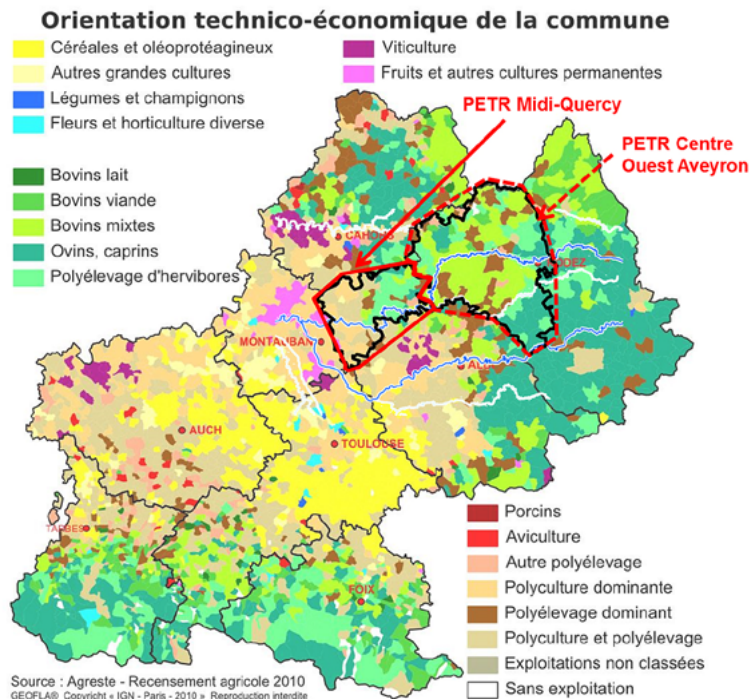 Orientation technico-économique de la commune
Céréales et oléoprotéagineux
Viticulture
Autres grandes cultures
Fruits et autres cultures permanentes
Légumes et champignons
PETR Midi-Quercy
Fleurs et horticulture diverse
PETR Centre
Ouest Aveyron
Bovins lait
Bovins viande
Bovins mixtes
Ovins, caprins
Polyélevage d'hervibores
CAHORS
MONTAUBAN
AUCH
TOULOUSE
TARBES
FOIX
Porcins
Aviculture
Autre polyélevage
Polyculture dominante
Polyélevage dominant
Polyculture et polyélevage
Exploitations non classées
Sans exploitation
Source : Agreste - Recensement agricole 2010
GEOFLA® Copyright « IGN - Paris - 2010 » Reproduction interdite